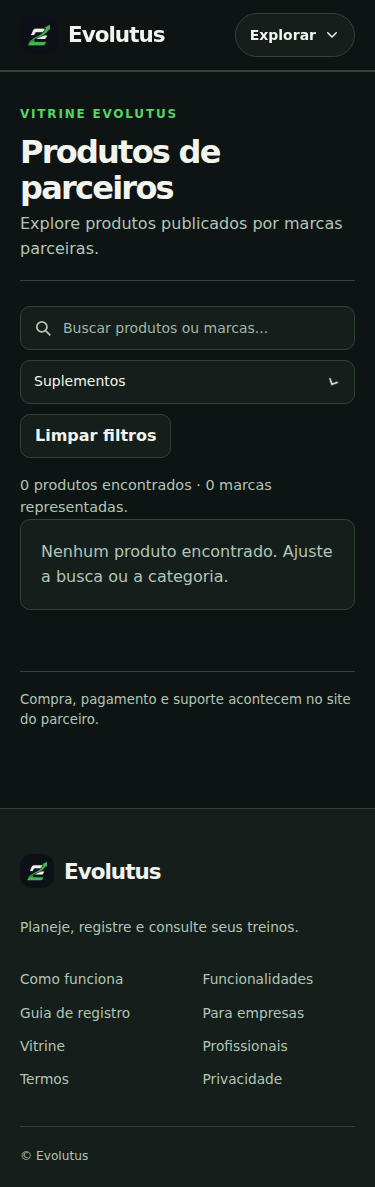 Evolutus
Explorar
VITRINE EVOLUTUS
Produtos de
parceiros
Explore produtos publicados por marcas
parceiras.
Buscar produtos ou marcas...
Suplementos
Limpar filtros
0 produtos encontrados · 0 marcas
representadas.
Nenhum produto encontrado. Ajuste
a busca ou a categoria.
Compra, pagamento e suporte acontecem no site
do parceiro.
Evolutus
Planeje, registre e consulte seus treinos.
Como funciona
Funcionalidades
Guia de registro
Para empresas
Vitrine
Profissionais
Termos
Privacidade
© Evolutus